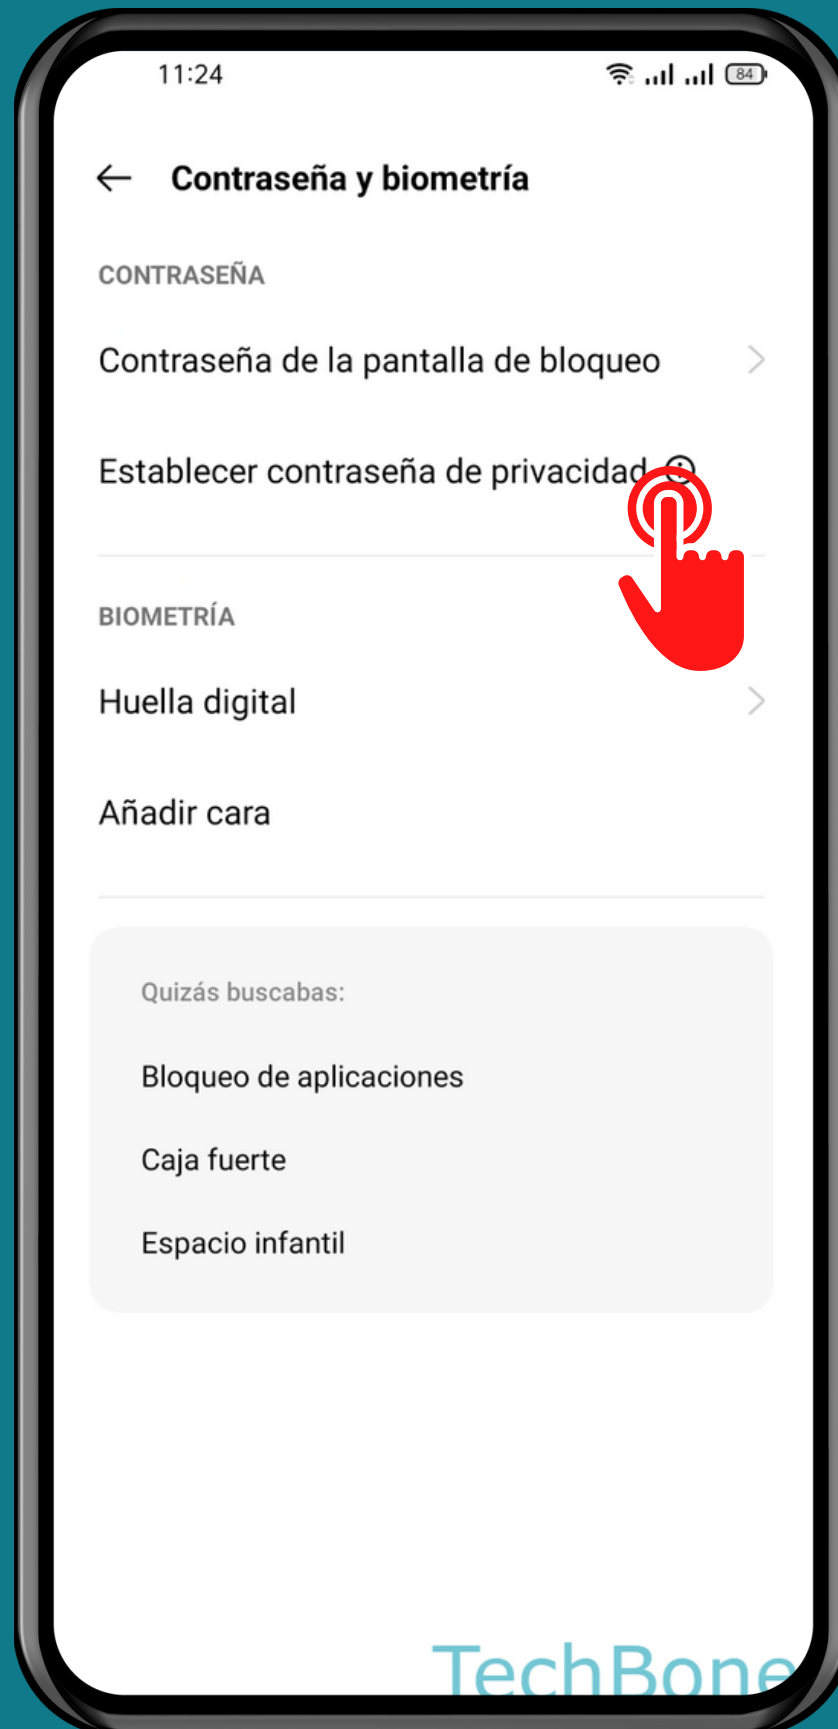 11:24
84
Contraseña y biometría
CONTRASEÑA
Contraseña de la pantalla de bloqueo
Establecer contraseña de privacidad
BIOMETRÍA
Huella digital
Añadir cara
Quizás buscabas:
Bloqueo de aplicaciones
Caja fuerte
Espacio infantil
TechBone